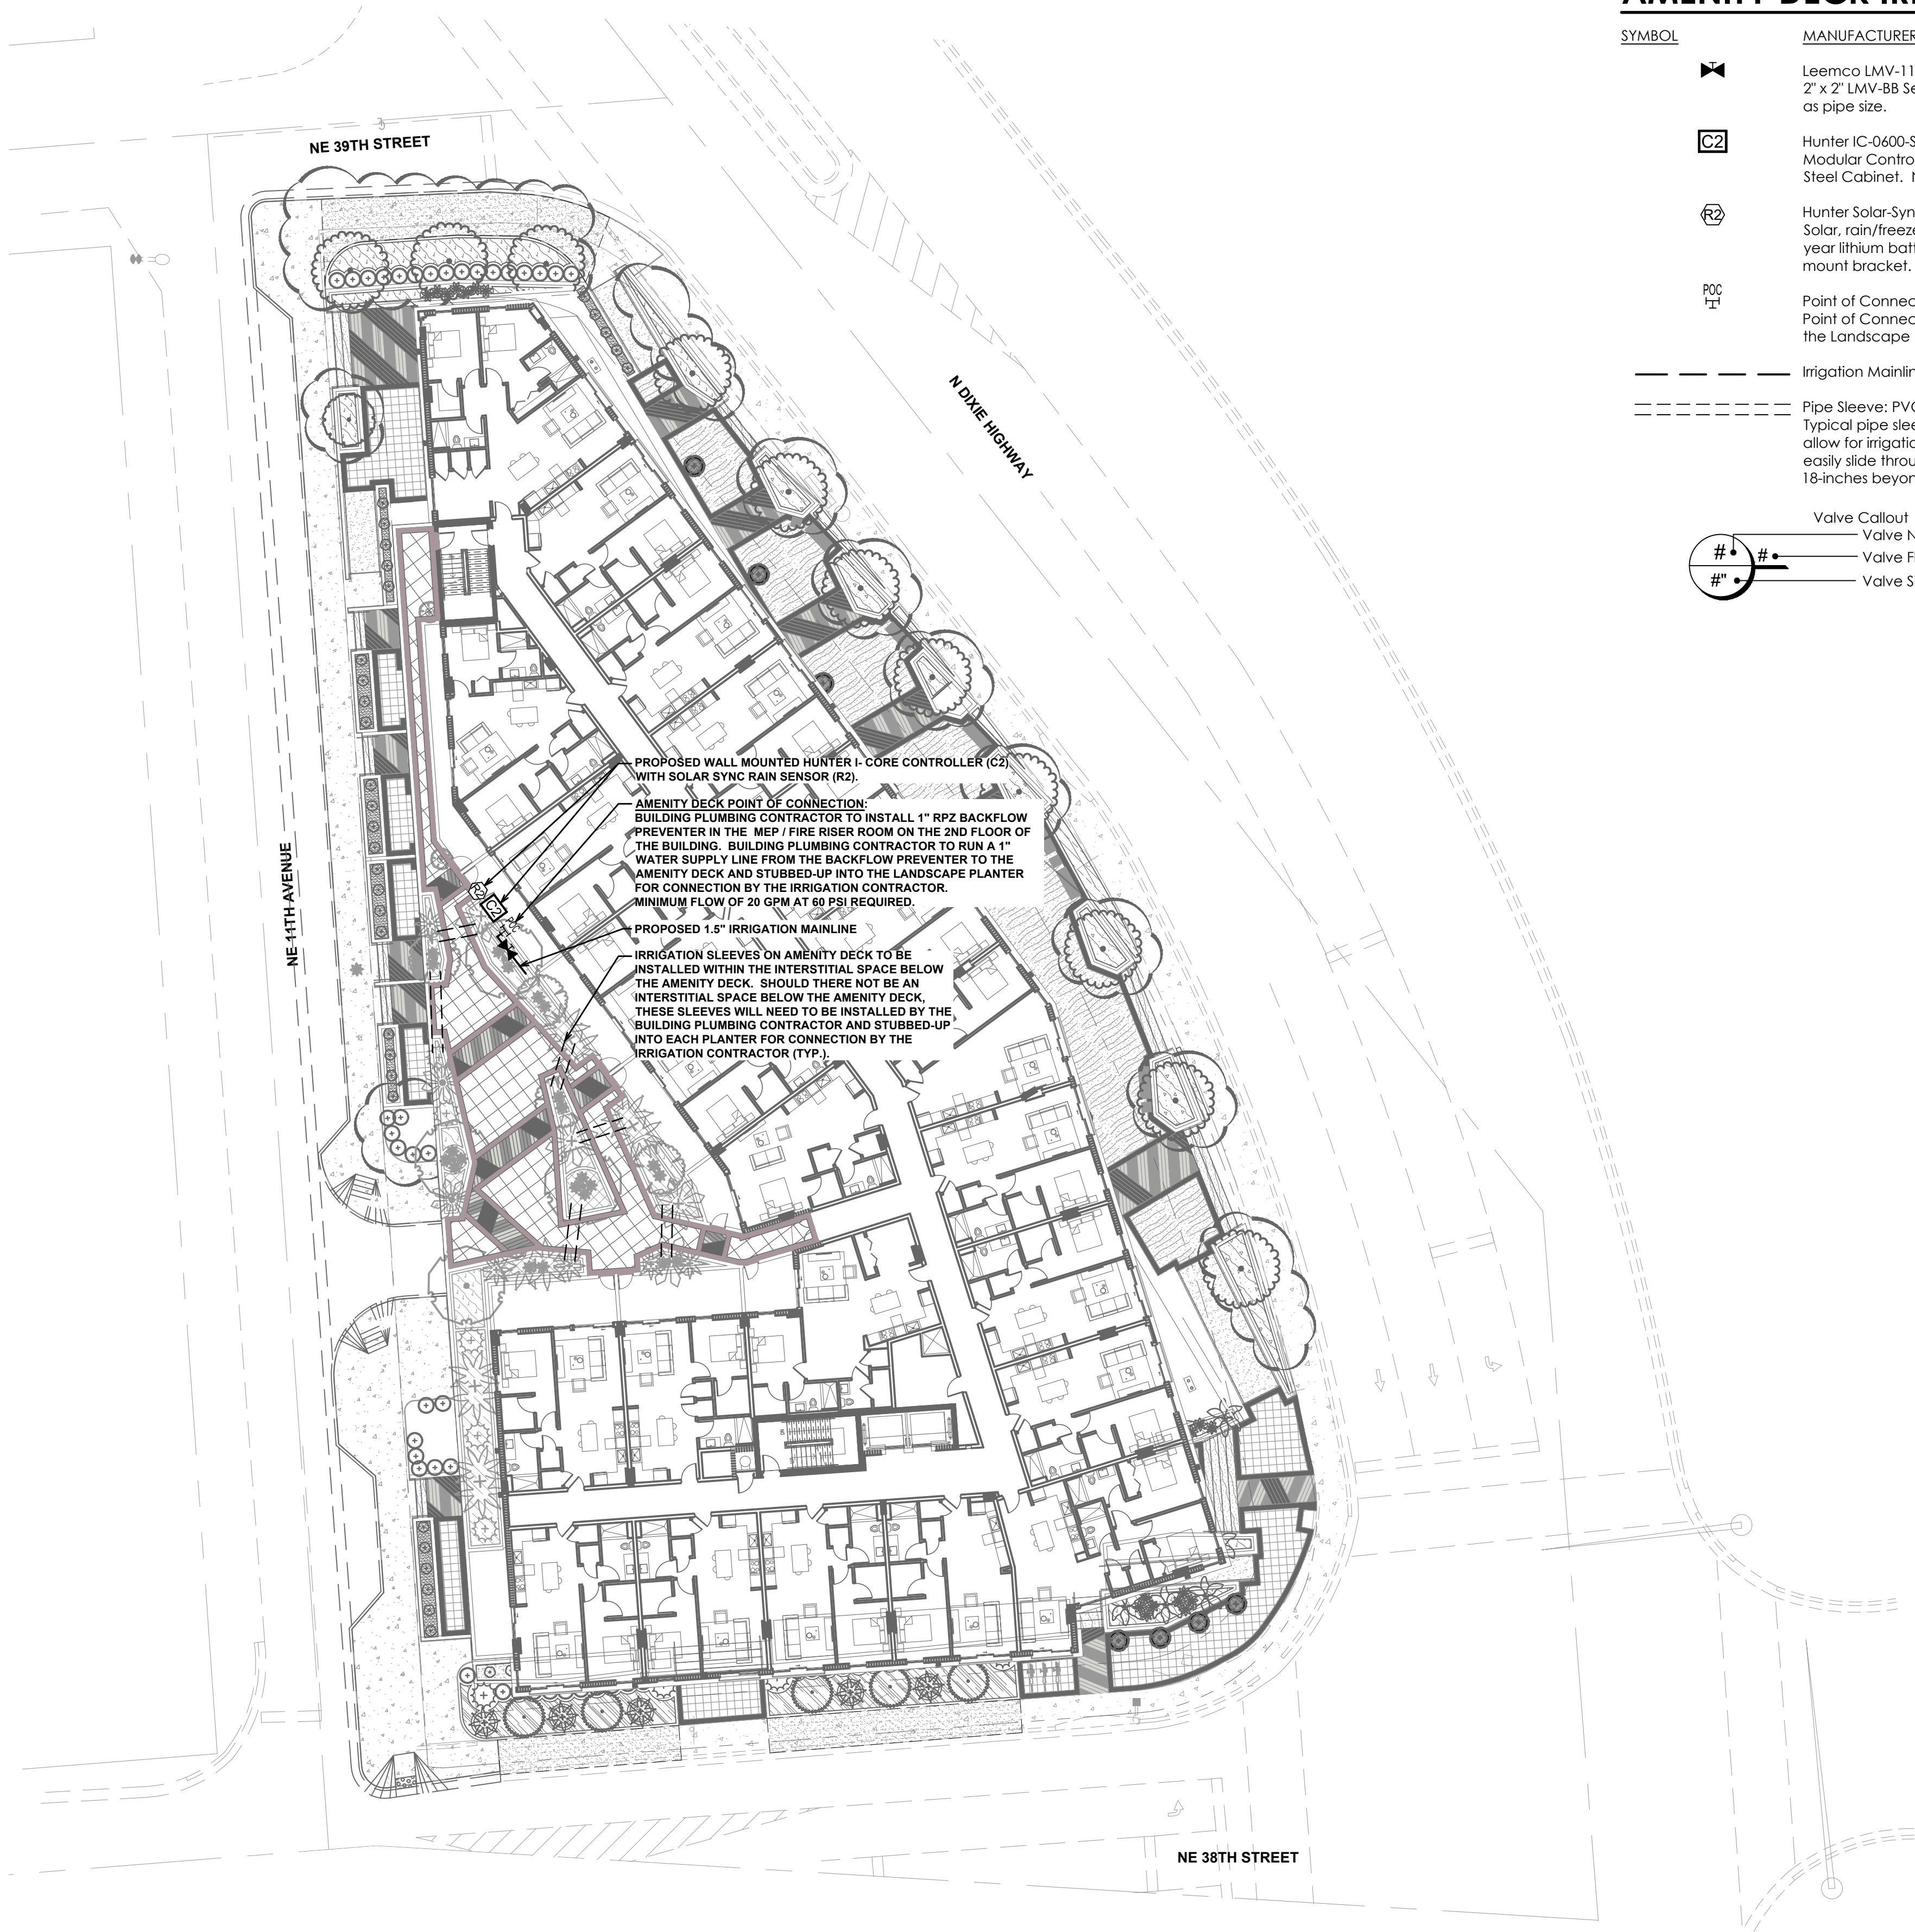 SYMBOL
Leemco LMV-11
2" x 2" LMV-BB Se
as pipe size.
C2
Hunter IC-0600-S
Modular Contro
Steel Cabinet.
R2
Hunter Solar-Syn
Solar, rain/freeze
year lithium bat
mount bracket.
POC
Point of Connec
Point of Connec
the Landscape
Irrigation Mainlin
Pipe Sleeve: PV
Typical pipe slee
allow for irrigatio
easily slide throu
18-inches beyon
Valve Callout
Valve N
# #
Valve F
#"
Valve S
NE 39TH STREET
N DIXIE HIGHWAY
NE 11TH AVENUE
PROPOSED WALL MOUNTED HUNTER I- CORE CONTROLLER (C2)
WITH SOLAR SYNC RAIN SENSOR (R2).
AMENITY DECK POINT OF CONNECTION:
BUILDING PLUMBING CONTRACTOR TO INSTALL 1" RPZ BACKFLOW
PREVENTER IN THE MEP / FIRE RISER ROOM ON THE 2ND FLOOR OF
THE BUILDING. BUILDING PLUMBING CONTRACTOR TO RUN A 1"
WATER SUPPLY LINE FROM THE BACKFLOW PREVENTER TO THE
AMENITY DECK AND STUBBED-UP INTO THE LANDSCAPE PLANTER
FOR CONNECTION BY THE IRRIGATION CONTRACTOR.
MINIMUM FLOW OF 20 GPM AT 60 PSI REQUIRED.
R2
C2
POC
PROPOSED 1.5" IRRIGATION MAINLINE
IRRIGATION SLEEVES ON AMENITY DECK TO BE
INSTALLED WITHIN THE INTERSTITIAL SPACE BELOW
THE AMENITY DECK. SHOULD THERE NOT BE AN
INTERSTITIAL SPACE BELOW THE AMENITY DECK,
THESE SLEEVES WILL NEED TO BE INSTALLED BY THE
BUILDING PLUMBING CONTRACTOR AND STUBBED-UP
INTO EACH PLANTER FOR CONNECTION BY THE
IRRIGATION CONTRACTOR (TYP.).
NE 38TH STREET